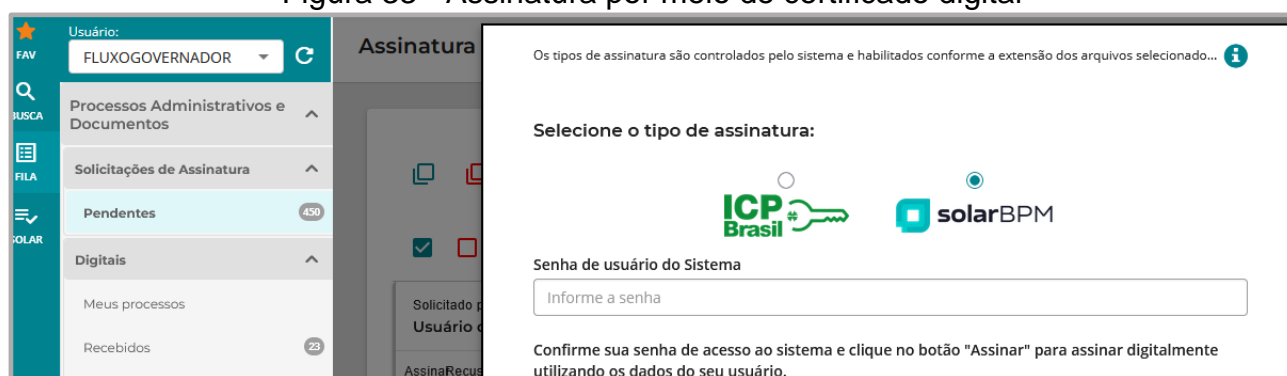 Usuário:
FAV
FLUXOGOVERNADOR
BUSCA
Processos Administrativos e
Documentos
FILA
Solicitações de Assinatura
Pendentes 450
SOLAR
Digitais
Meus processos
Recebidos 23
Assinatura
Solicitado
Usuário
Os tipos de assinatura são controlados pelo sistema e habilitados conforme a extensão dos arquivos selecionado...
Selecione o tipo de assinatura:
ICP
Brasil
solarBPM
Senha de usuário do Sistema
Informe a senha
Confirme sua senha de acesso ao sistema e clique no botão "Assinar" para assinar digitalmente
utilizando os dados do seu usuário.